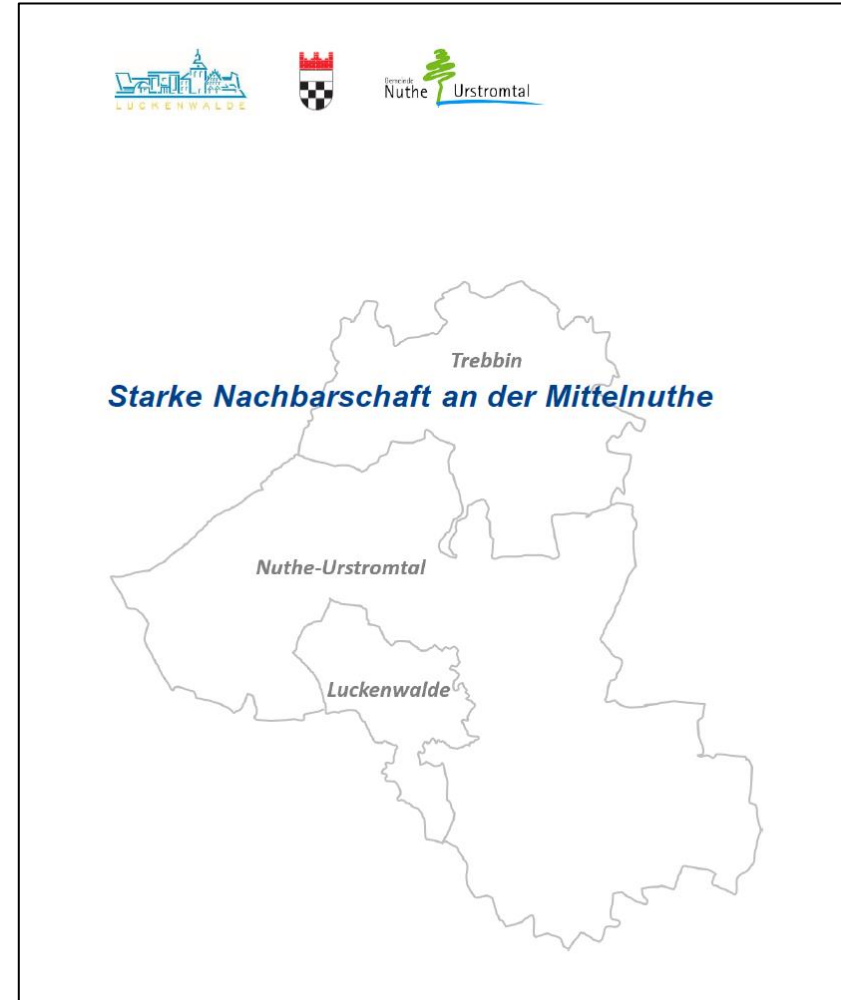 LUCKENWALDE
Gemeinde
Nuthe Urstromtal
Trebbin
Starke Nachbarschaft an der Mittelnuthe
Nuthe-Urstromtal
Luckenwalde